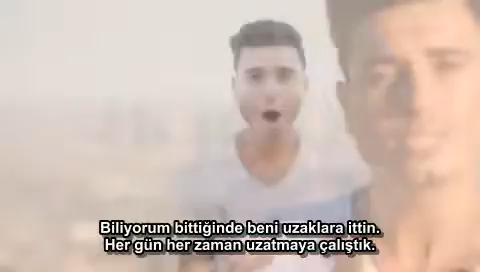 Biliyorum bittiğinde beni uzaklara ittin.
Her gün her zaman uzatmaya çalıştık.